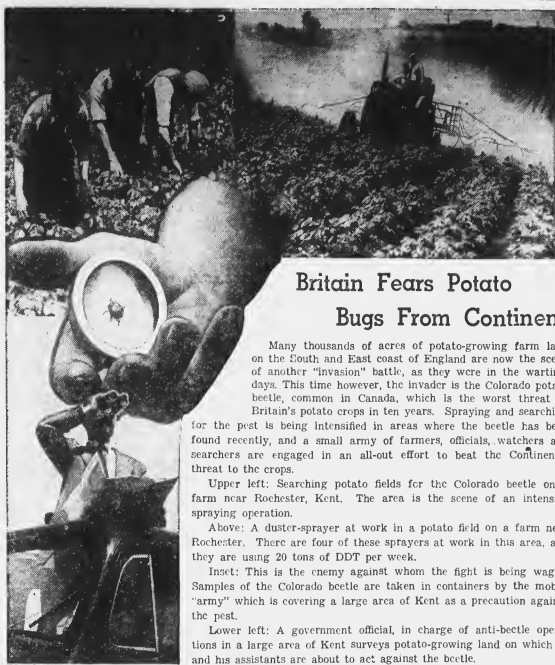 Britain Fears Potato
Bugs From Continen
Many thousands of acres of potato-growing farm la
on the South and East coast of England are now the sce
of another "invasion" battle, as they were in the warti
days. This time however, the invader is the Colorado pota
beetle, common in Canada, which is the worst threat
Britain's potato crops in ten years. Spraying and searchi
for the pest is being intensified in areas where the beetle has be
found recently, and a small army of farmers, officials, watchers a
searchers are engaged in an all-out effort to beat the Continen
threat to the crops.
Upper left: Searching potato fields for the Colorado beetle on
farm near Rochester, Kent. The area is the scene of an intens
spraying operation.
Above: A duster-sprayer at work in a potato field on a farm ne
Rochester. There are four of these sprayers at work in this area, a
they are using 20 tons of DDT per week.
Inset: This is the enemy against whom the fight is being wag
Samples of the Colorado beetle are taken in containers by the mob
"army" which is covering a large area of Kent as a precaution again
the pest.
Lower left: A government official, in charge of anti-beetle ope
tions in a large area of Kent surveys potato-growing land on which
and his assistants are about to act against the beetle.